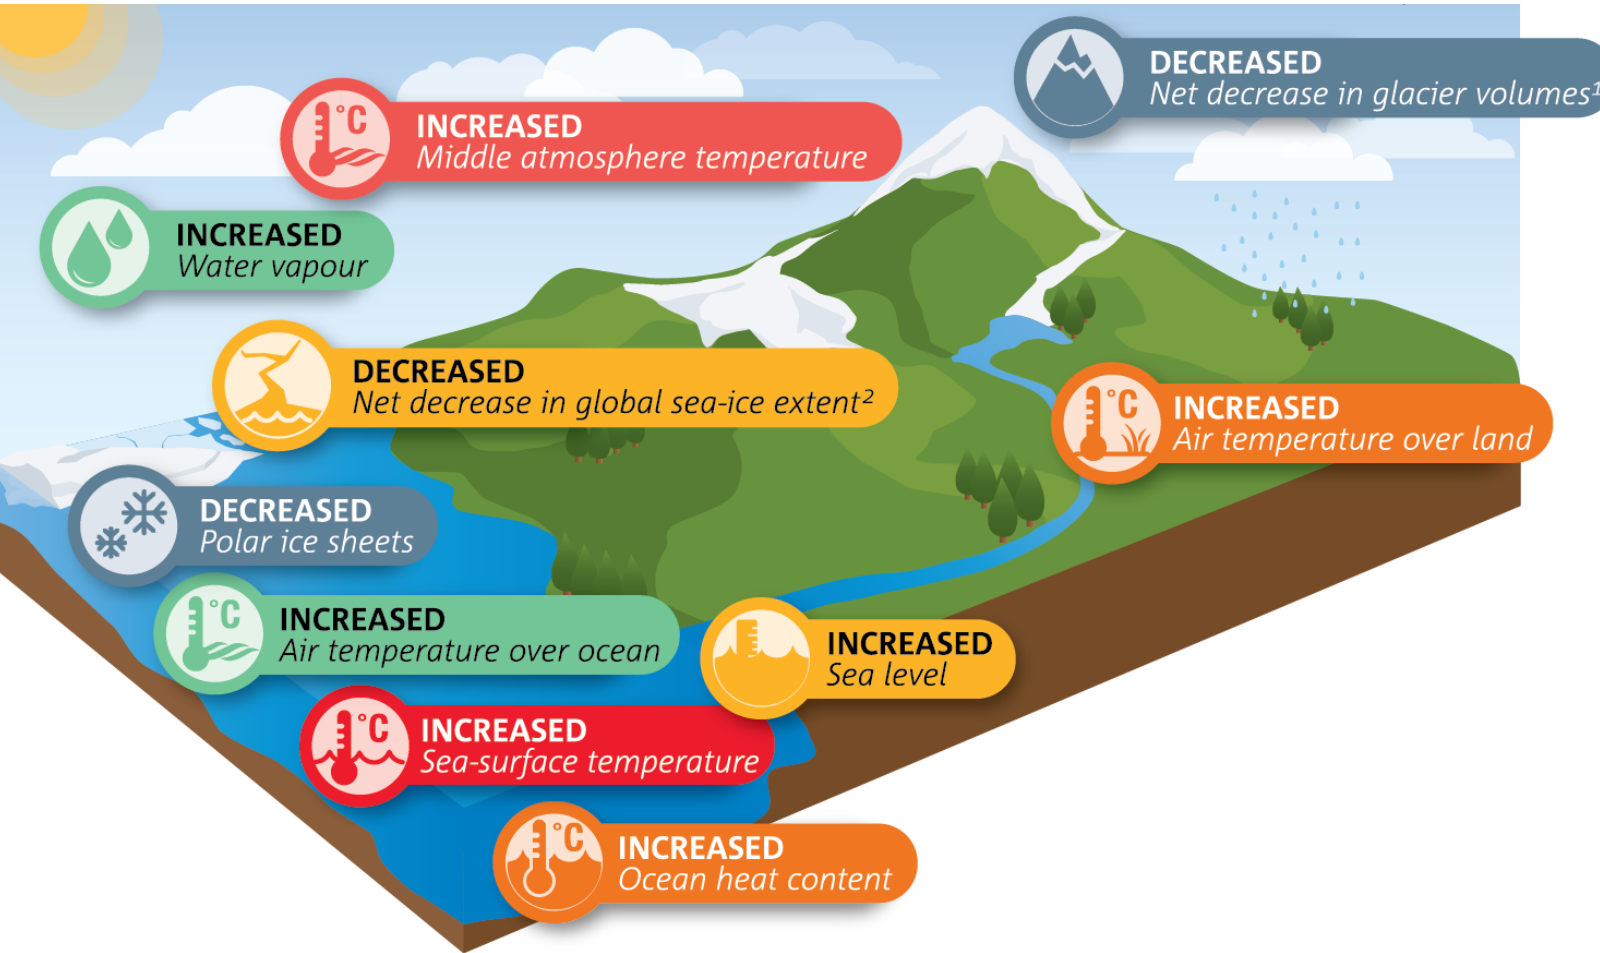 DECREASED
Net decrease in glacier volumes¹
°C
INCREASED
Middle atmosphere temperature
INCREASED
Water vapour
DECREASED
Net decrease in global sea-ice extent²
°C
INCREASED
Air temperature over land
DECREASED
Polar ice sheets
°C
INCREASED
Air temperature over ocean
INCREASED
Sea level
°C
INCREASED
Sea-surface temperature
°C
INCREASED
Ocean heat content